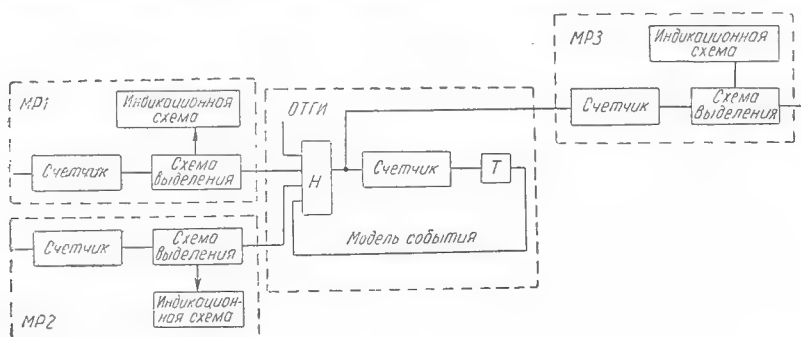 МР1
Индикационная
схема
Счетчик
Схема
выделения
Счетчик
Схема
выделения
Индикацион-
ная схема
МР2
ОТГИ
Н
Счетчик
Т
Модель события
МР3
Индикационная
схема
Счетчик
Схема
выделения